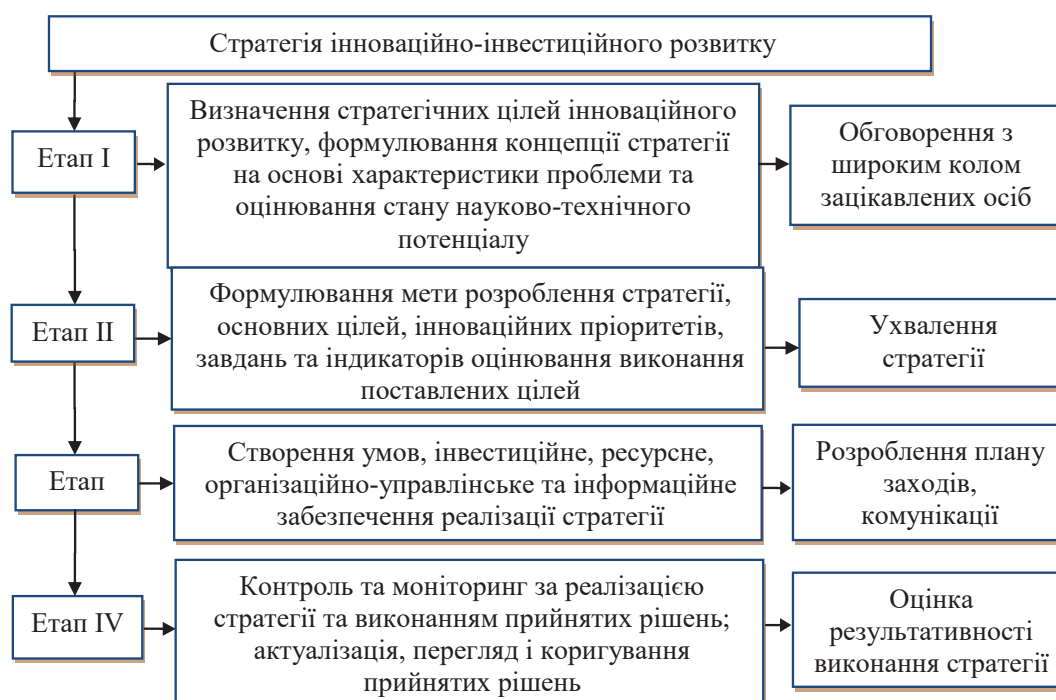 Стратегія інноваційно-інвестиційного розвитку
Етап І
Визначення стратегічних цілей інноваційного
розвитку, формулювання концепції стратегії
на основі характеристики проблеми та
оцінювання стану науково-технічного
потенціалу
Обговорення з
широким колом
зацікавлених осіб
Етап ІІ
Формулювання мети розроблення стратегії,
основних цілей, інноваційних пріоритетів,
завдань та індикаторів оцінювання виконання
поставлених цілей
Ухвалення
стратегії
Етап
Створення умов, інвестиційне, ресурсне,
організаційно-управлінське та інформаційне
забезпечення реалізації стратегії
Розроблення плану
заходів,
комунікації
Етап IV
Контроль та моніторинг за реалізацією
стратегії та виконанням прийнятих рішень;
актуалізація, перегляд і коригування
прийнятих рішень
Оцінка
результативності
виконання стратегії